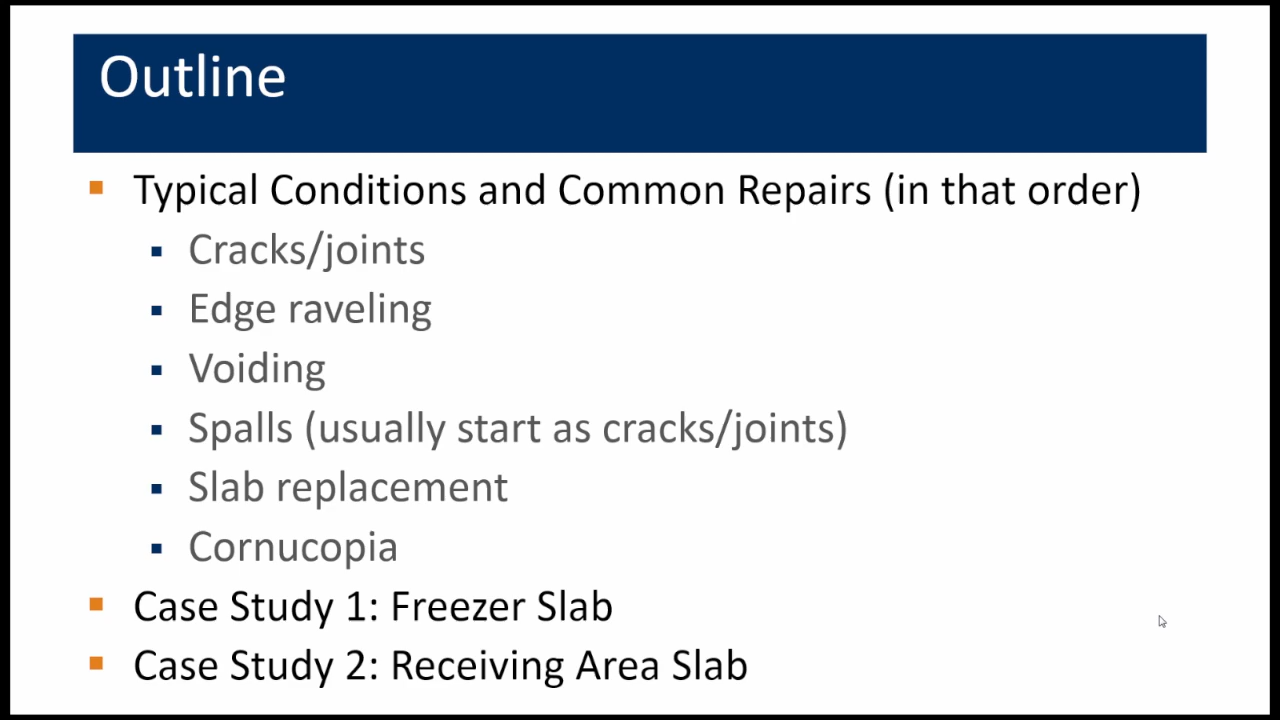 Outline
Typical Conditions and Common Repairs (in that order)
Cracks/joints
Edge raveling
Voiding
Spalls (usually start as cracks/joints)
Slab replacement
Cornucopia
Case Study 1: Freezer Slab
Case Study 2: Receiving Area Slab